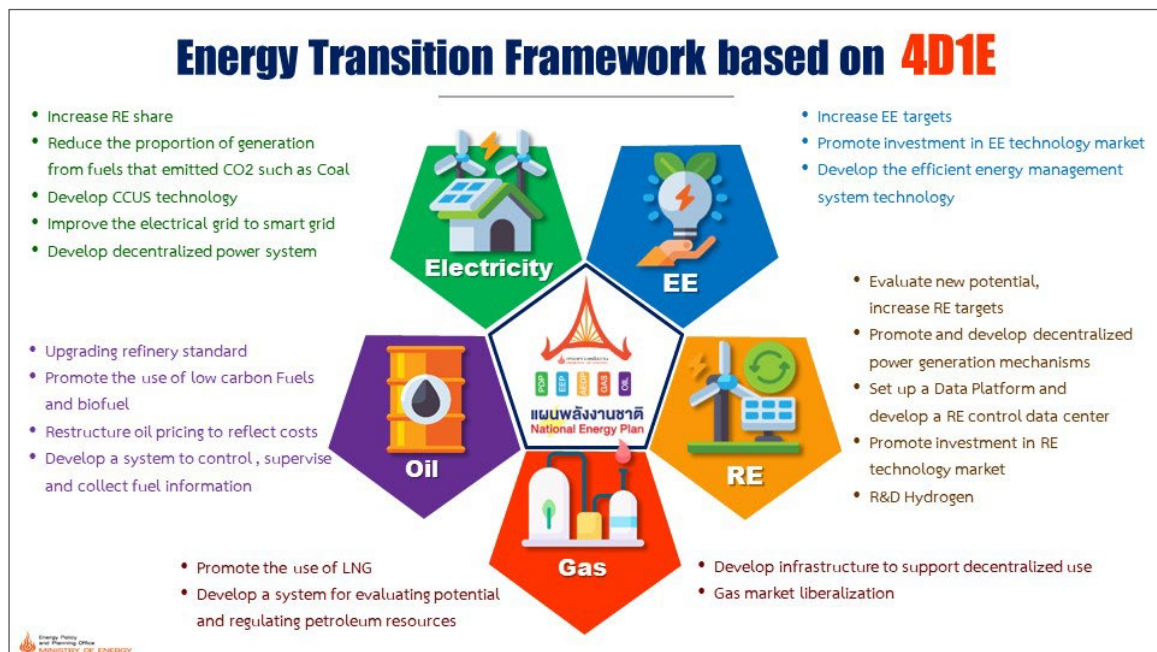 Energy Transition Framework based on 4D1E
• Increase RE share
• Reduce the proportion of generation
from fuels that emitted CO2 such as Coal
• Develop CCUS technology
• Improve the electrical grid to smart grid
• Develop decentralized power system
• Increase EE targets
• Promote investment in EE technology market
• Develop the efficient energy management
system technology
Electricity
EE
• Evaluate new potential,
increase RE targets
• Promote and develop decentralized
power generation mechanisms
• Set up a Data Platform and
develop a RE control data center
• Promote investment in RE
technology market
• R&D Hydrogen
• Upgrading refinery standard
• Promote the use of low carbon Fuels
and biofuel
• Restructure oil pricing to reflect costs
• Develop a system to control , supervise
and collect fuel information
PDP
EEP
AEDP
GAS
OIL
แผนพลังงานชาติ
National Energy Plan
Oil
RE
Gas
• Promote the use of LNG
• Develop a system for evaluating potential
and regulating petroleum resources
• Develop infrastructure to support decentralized use
• Gas market liberalization
Energy Policy
and Planning Office
MINISTRY OF ENERGY